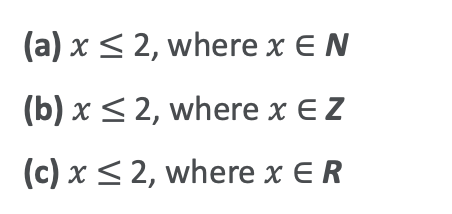 (a) x ≤ 2, where x ∈ N
(b) x ≤ 2, where x ∈ Z
(c) x ≤ 2, where x ∈ R